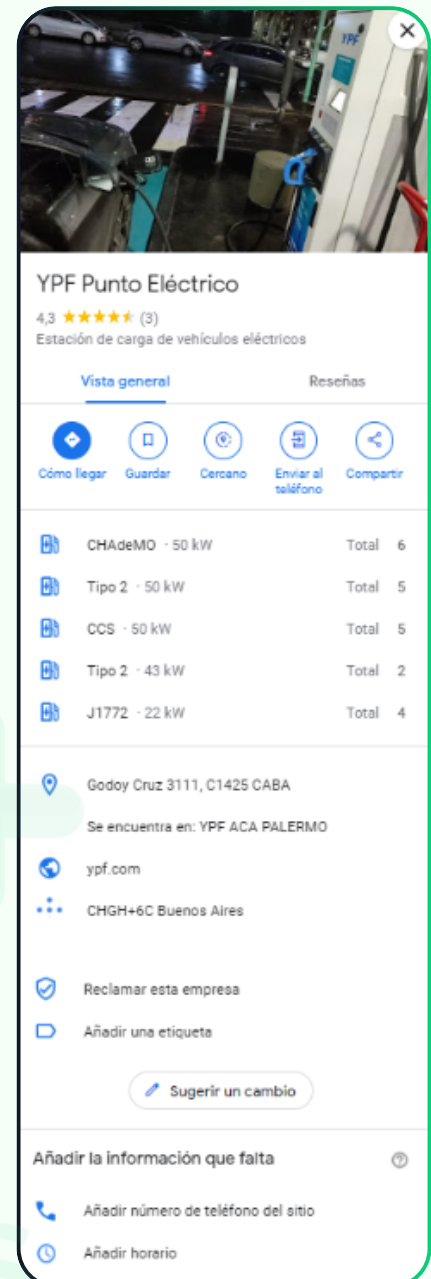 YPF
YPF Punto Eléctrico
4,3 (3)
Estación de carga de vehículos eléctricos
Vista general Reseñas
Cómo llegar Guardar Cercano Enviar al teléfono Compartir
CHAdeMO · 50 kW Total 6
Tipo 2 · 50 kW Total 5
CCS · 50 kW Total 5
Tipo 2 · 43 kW Total 2
J1772 · 22 kW Total 4
Godoy Cruz 3111, C1425 CABA
Se encuentra en: YPF ACA PALERMO
ypf.com
CHGH+6C Buenos Aires
Reclamar esta empresa
Añadir una etiqueta
Sugerir un cambio
Añadir la información que falta
Añadir número de teléfono del sitio
Añadir horario